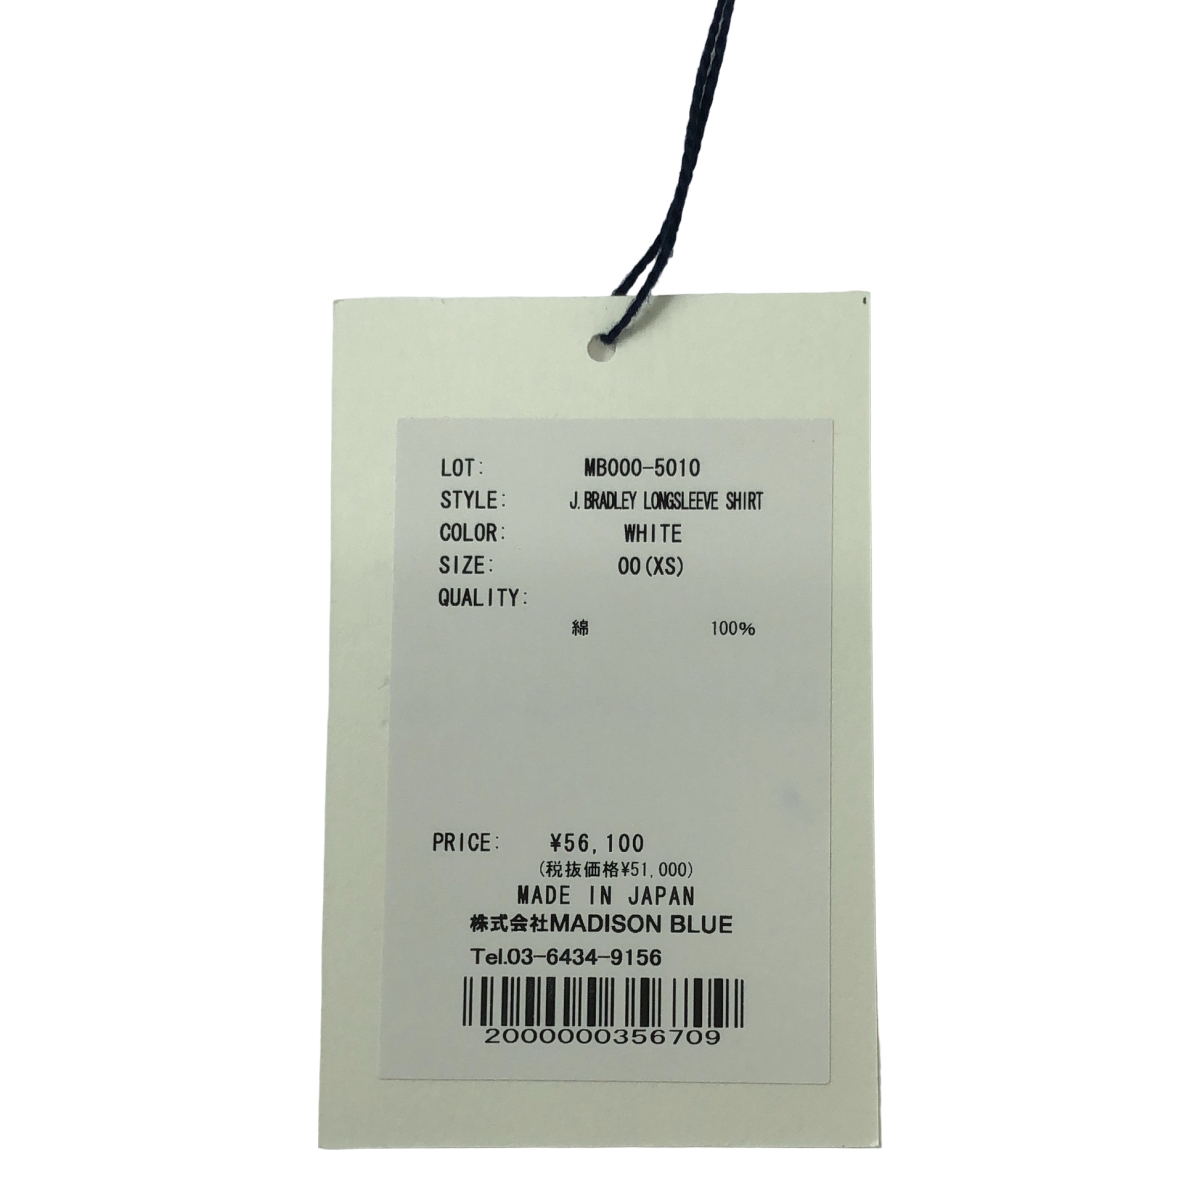 LOT: MB000-5010
STYLE: J.BRADLEY LONGSLEEVE SHIRT
COLOR: WHITE
SIZE: 00(XS)
QUALITY:
綿 100%
PRICE: ¥56,100
(税抜価格¥51,000)
MADE IN JAPAN
株式会社MADISON BLUE
Tel.03-6434-9156
2000000356709